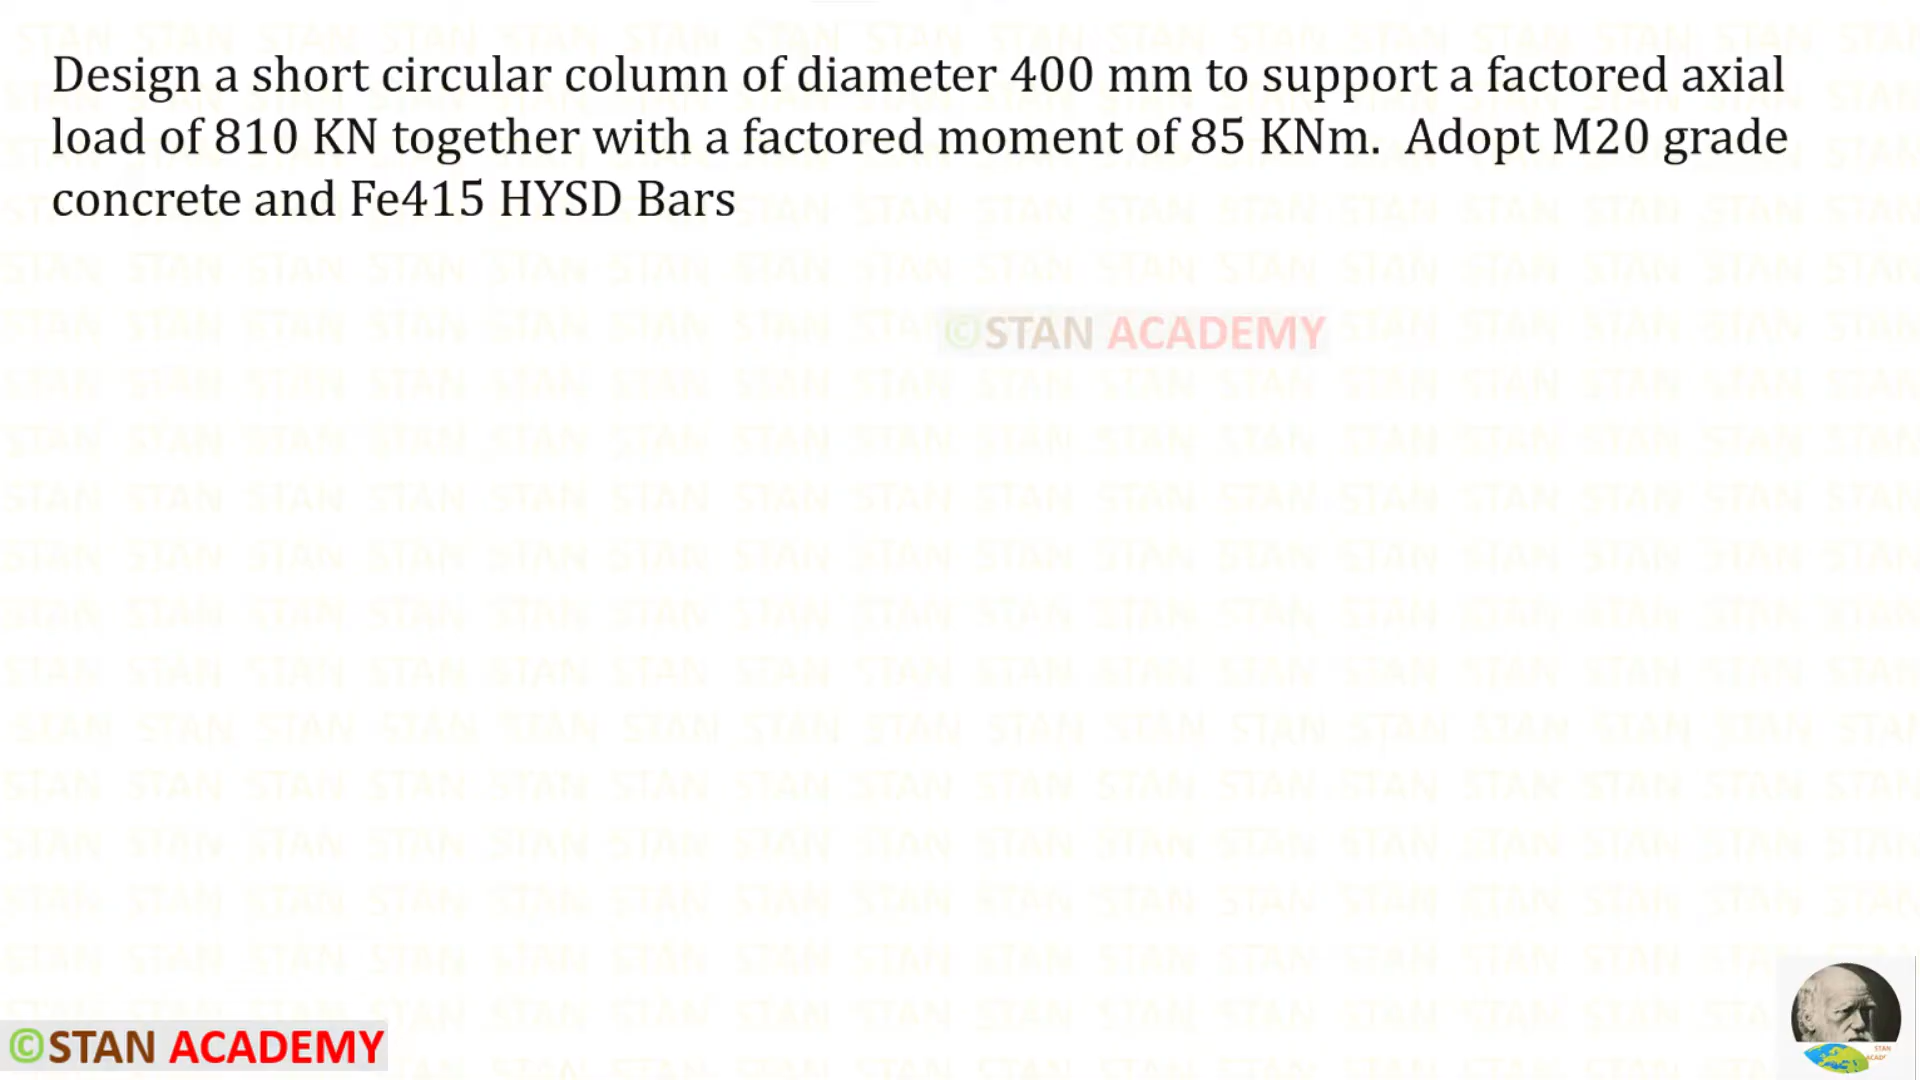 Design a short circular column of diameter 400 mm to support a factored axial
load of 810 KN together with a factored moment of 85 KNm. Adopt M20 grade
concrete and Fe415 HYSD Bars
©STAN ACADEMY
©STAN ACADEMY